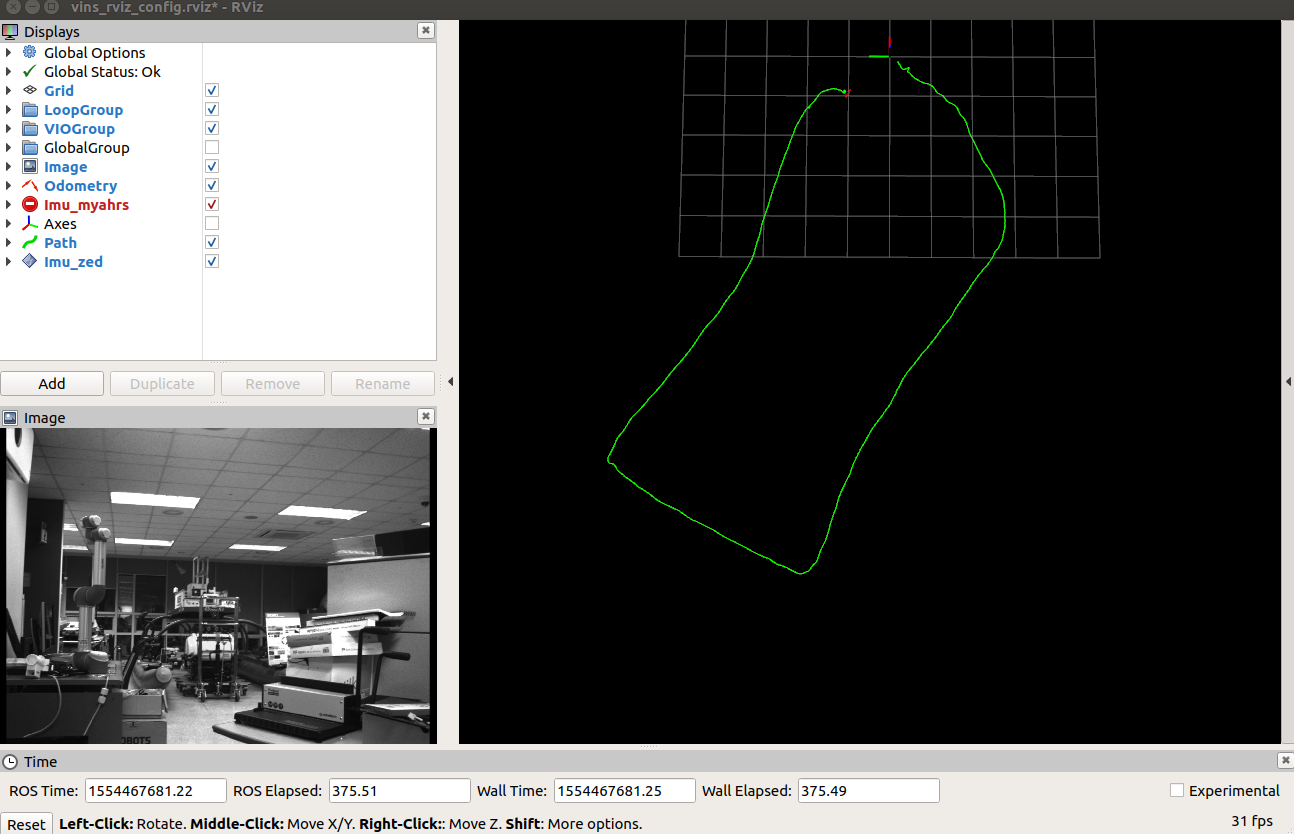 vins_rviz_config.rviz* - RViz
Displays
Global Options
Global Status: Ok
Grid
LoopGroup
VIOGroup
GlobalGroup
Image
Odometry
Imu_myahrs
Axes
Path
Imu_zed
Add Duplicate Remove Rename
Image
BOTS
Time
ROS Time: 1554467681.22 ROS Elapsed: 375.51 Wall Time: 1554467681.25 Wall Elapsed: 375.49 Experimental
Reset Left-Click: Rotate. Middle-Click: Move X/Y. Right-Click:: Move Z. Shift: More options. 31 fps